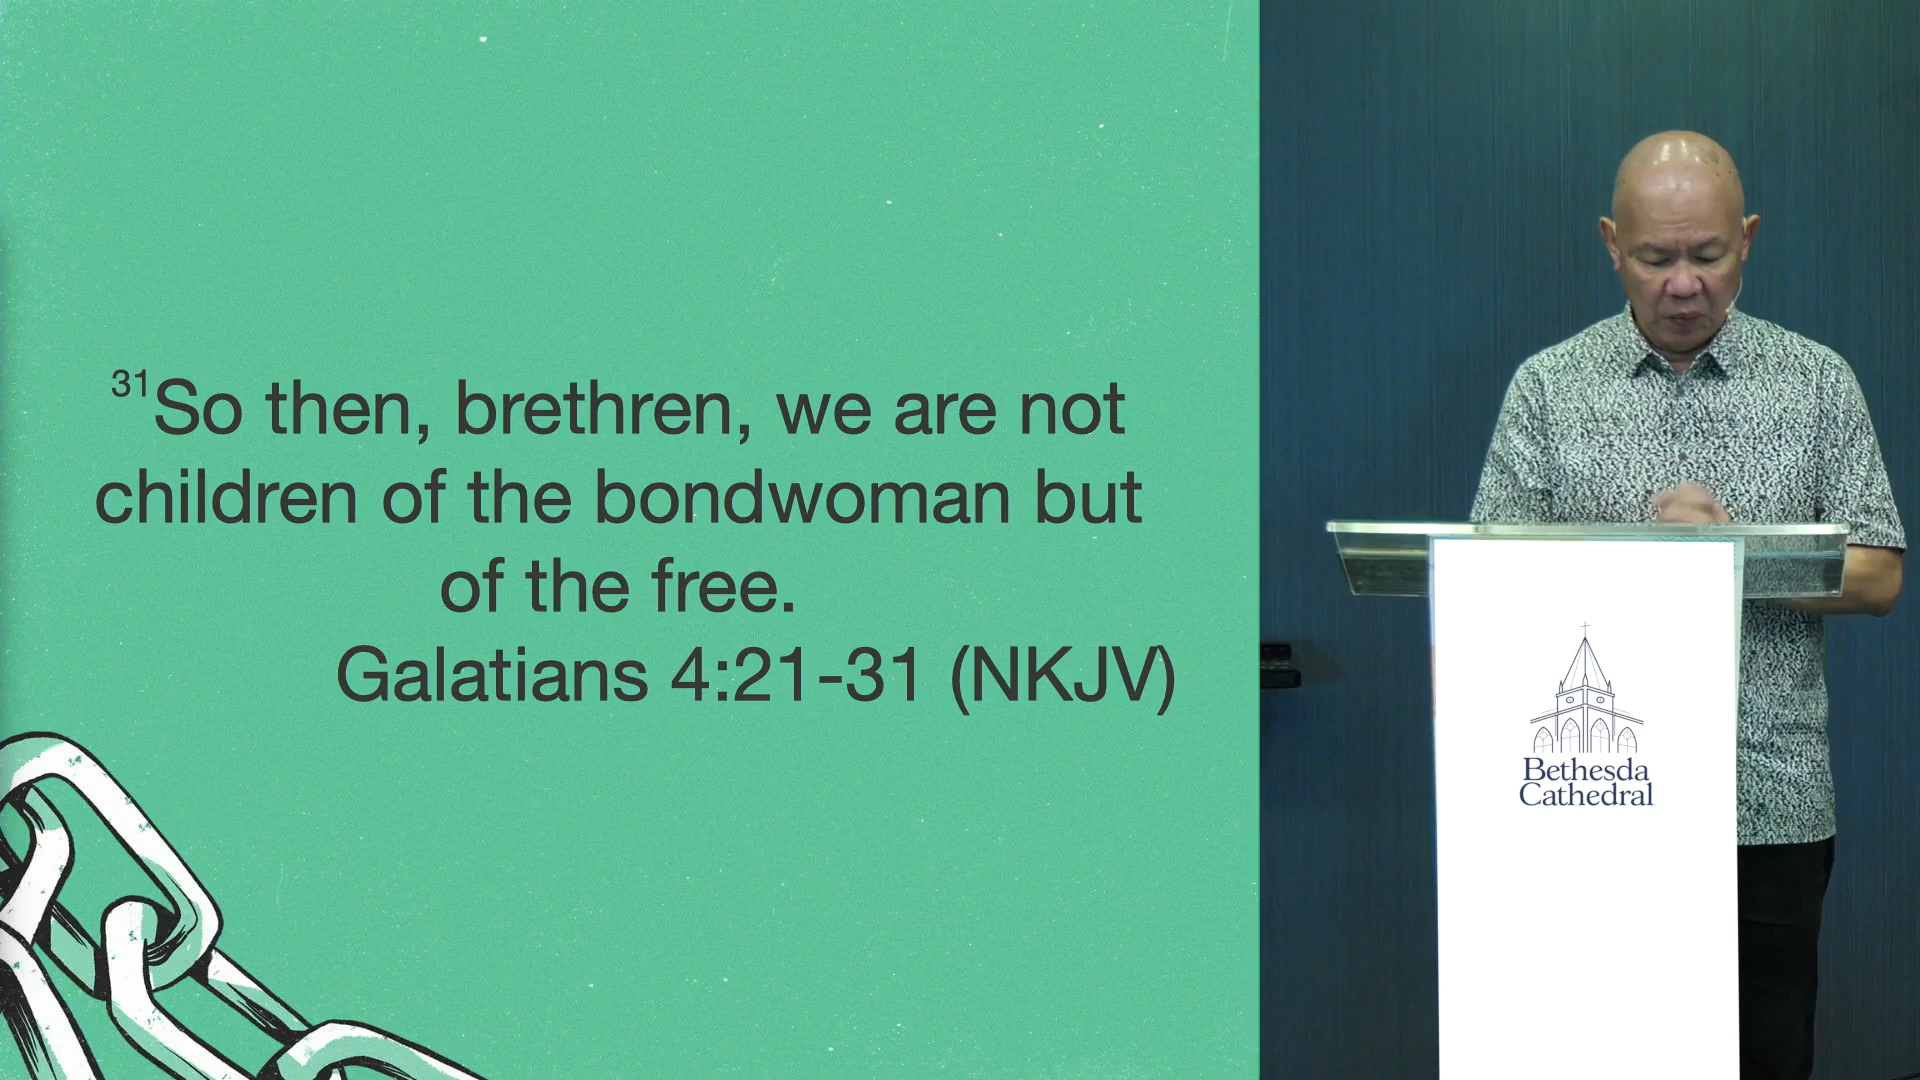 31So then, brethren, we are not
children of the bondwoman but
of the free.
Galatians 4:21-31 (NKJV)
Bethesda
Cathedral